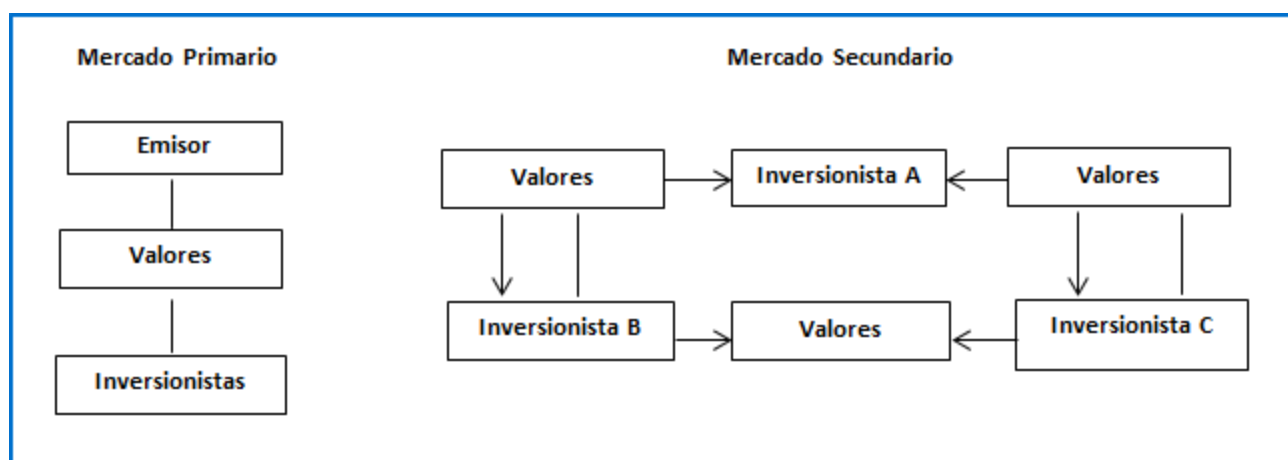 Mercado Primario
Emisor
Valores
Inversionistas
Mercado Secundario
Valores
Inversionista A
Valores
Inversionista B
Valores
Inversionista C